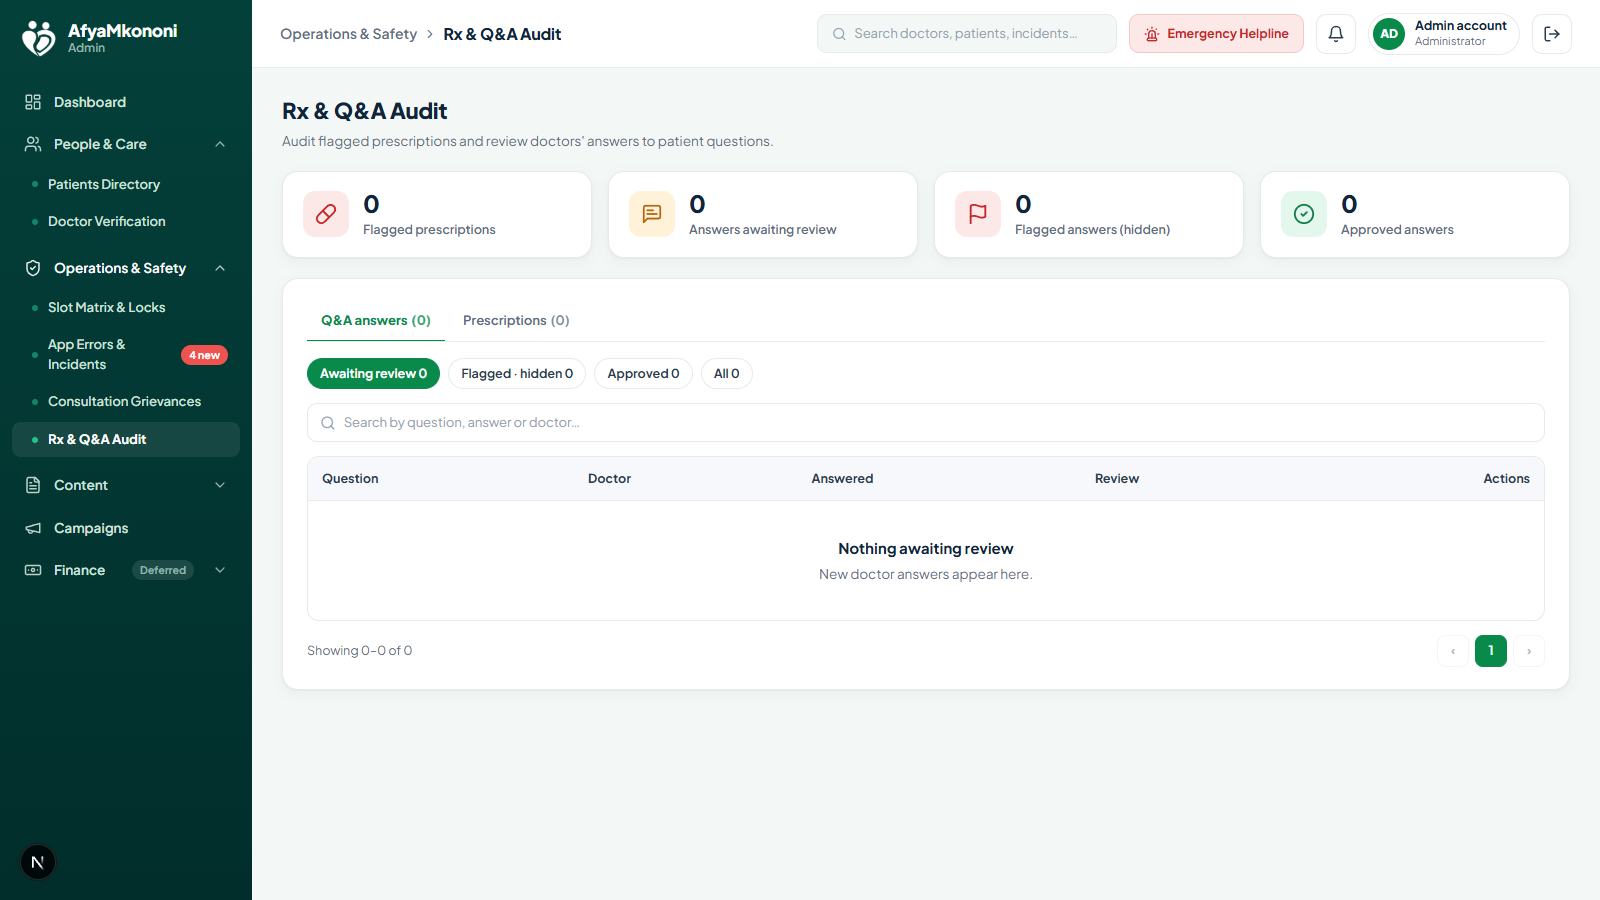 AfyaMkononi
Admin
Dashboard
People & Care
Patients Directory
Doctor Verification
Operations & Safety
Slot Matrix & Locks
App Errors &
Incidents
4 new
Consultation Grievances
Rx & Q&A Audit
Content
Campaigns
Finance
Deferred
N
Operations & Safety › Rx & Q&A Audit
Search doctors, patients, incidents...
Emergency Helpline
AD
Admin account
Administrator
Rx & Q&A Audit
Audit flagged prescriptions and review doctors' answers to patient questions.
0
Flagged prescriptions
0
Answers awaiting review
0
Flagged answers (hidden)
0
Approved answers
Q&A answers (0)
Prescriptions (0)
Awaiting review 0
Flagged · hidden 0
Approved 0
All 0
Search by question, answer or doctor...
Question Doctor Answered Review Actions
Nothing awaiting review
New doctor answers appear here.
Showing 0–0 of 0
‹ 1 ›